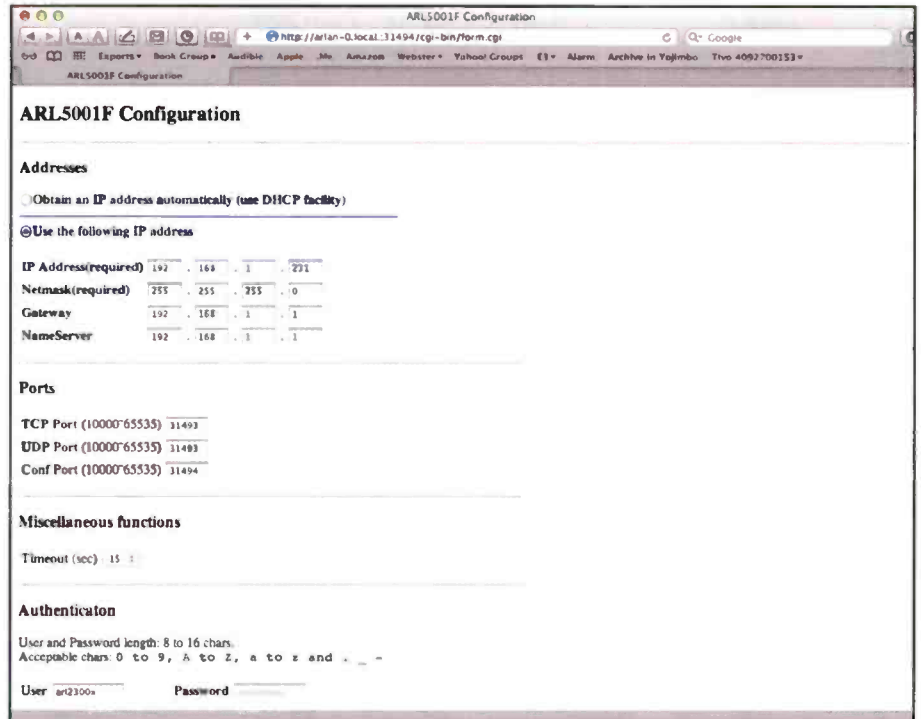 ARL5001F Configuration
http://arlan-0.local.:31494/cgi-bin/form.cgi
Google
Exports Book Group Audible Apple .Me Amazon Webster Yahoo! Groups Alarm Archive in Yojimbo Tivo
ARL5001F Configuration
ARL5001F Configuration
Addresses
Obtain an IP address automatically (use DHCP facility)
Use the following IP address
IP Address(required) 192 . 168 . 1 . 231
Netmask(required) 255 . 255 . 255 . 0
Gateway 192 . 168 . 1 . 1
NameServer 192 . 168 . 1 . 1
Ports
TCP Port (10000~65535) 31493
UDP Port (10000~65535) 31493
Conf Port (10000~65535) 31494
Miscellaneous functions
Timeout (sec) 15
Authenticaton
User and Password length: 8 to 16 chars.
Acceptable chars: 0 to 9, A to Z, a to z and . _ -
User arl2300x Password